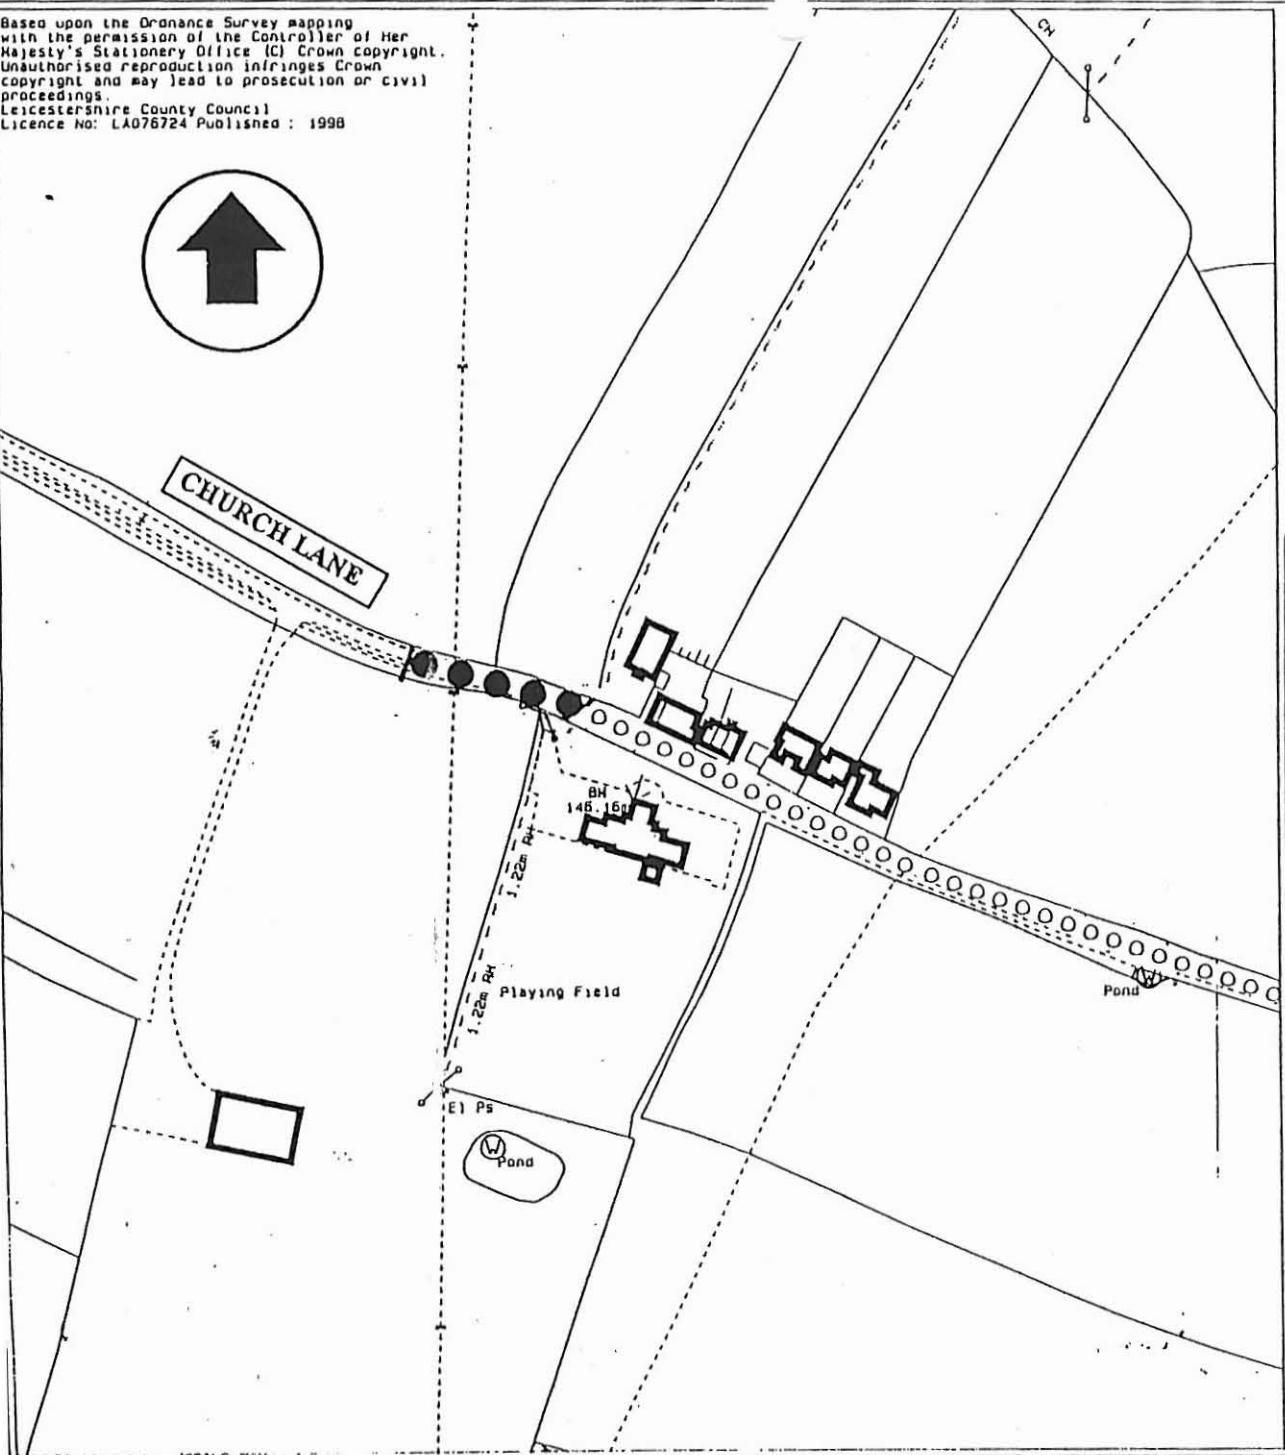 Based upon the Ordnance Survey mapping
with the permission of the Controller of Her
Majesty's Stationery Office (C) Crown copyright.
Unauthorised reproduction infringes Crown
copyright and may lead to prosecution or civil
proceedings.
Leicestershire County Council
Licence No: LA076724 Published : 1998
CN
CHURCH LANE
BM
146.16m
1.22m RH
1.22m RH
Playing Field
Pond
El Ps
W
Pond
W